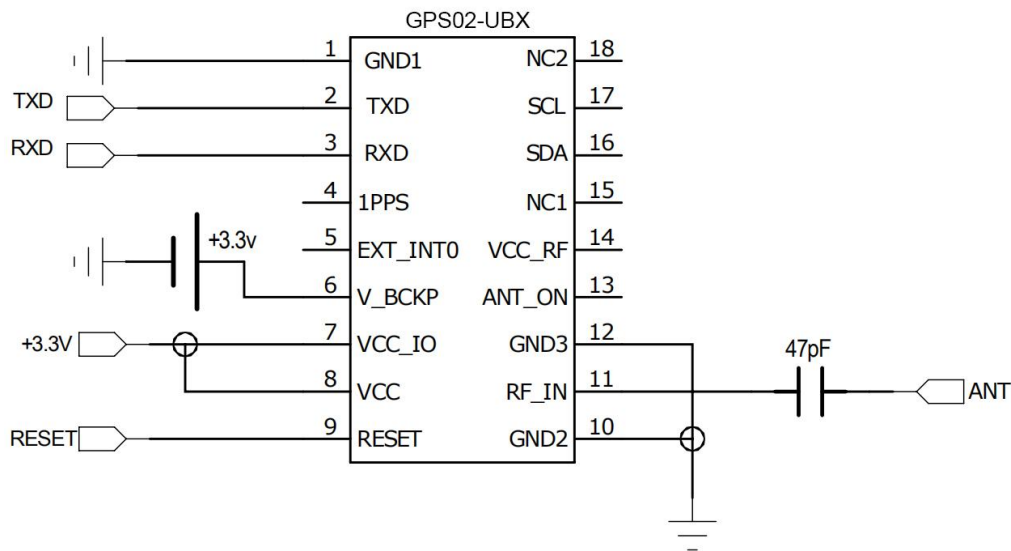 GPS02-UBX
1 GND1 NC2 18
TXD 2 TXD SCL 17
RXD 3 RXD SDA 16
4 1PPS NC1 15
+3.3v 5 EXT_INT0 VCC_RF 14
6 V_BCKP ANT_ON 13
+3.3V 7 VCC_IO GND3 12 47pF
8 VCC RF_IN 11 ANT
RESET 9 RESET GND2 10